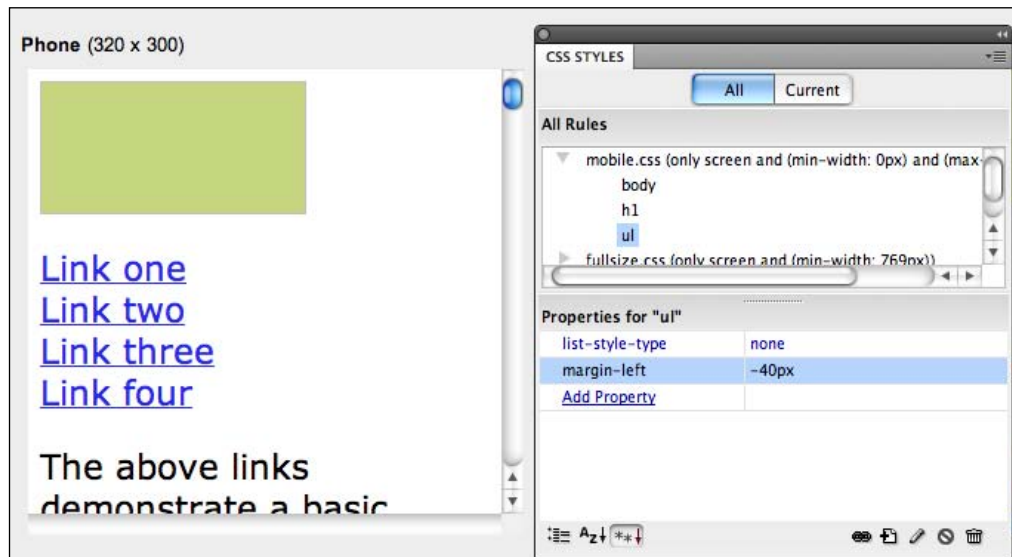 Phone (320 x 300)
Link one
Link two
Link three
Link four
The above links
demonstrate a basic
CSS STYLES
All
Current
All Rules
mobile.css (only screen and (min-width: 0px) and (max-
body
h1
ul
fullsize.css (only screen and (min-width: 769px))
Properties for "ul"
list-style-type none
margin-left -40px
Add Property
Az↓ **↓